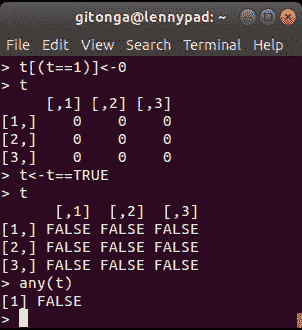 gitonga@lennypad: ~
File Edit View Search Terminal Help
> t[(t==1)]<-0
> t
     [,1] [,2] [,3]
[1,]    0    0    0
[2,]    0    0    0
[3,]    0    0    0
> t<-t==TRUE
> t
      [,1]  [,2]  [,3]
[1,] FALSE FALSE FALSE
[2,] FALSE FALSE FALSE
[3,] FALSE FALSE FALSE
> any(t)
[1] FALSE
>